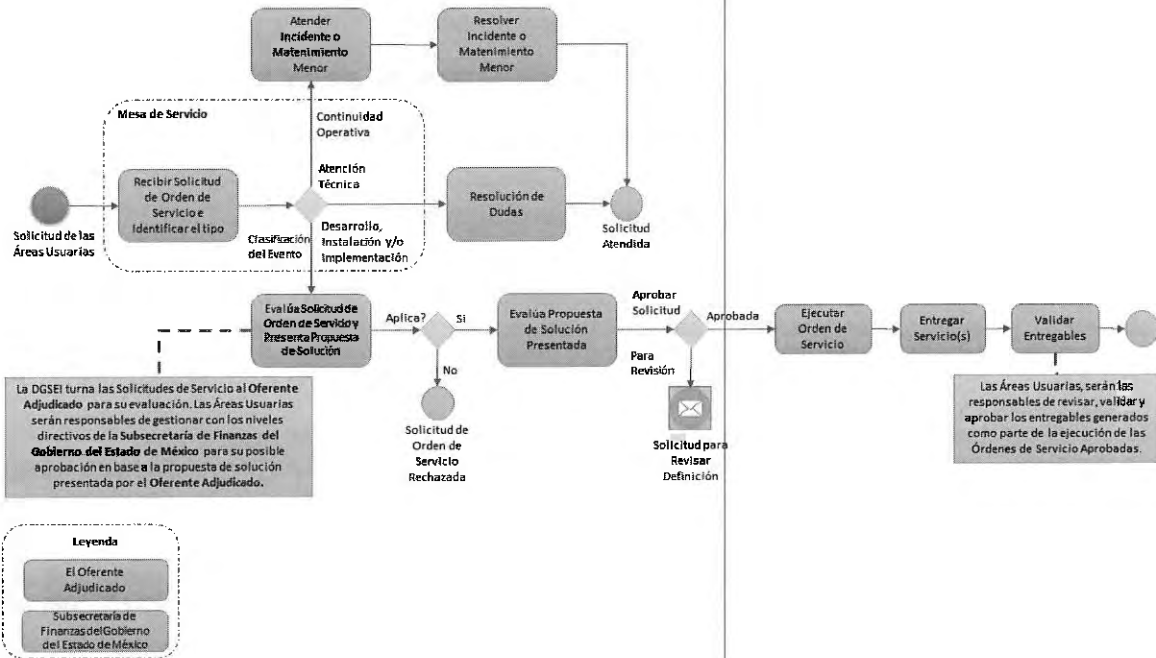 Atender
Incidente o
Matenimiento
Menor
Resolver
Incidente o
Matenimiento
Menor
Mesa de Servicio
Continuidad
Operativa
Atención
Técnica
Recibir Solicitud
de Orden de
Servicio e
Identificar el tipo
Resolución de
Dudas
Solicitud de las
Áreas Usuarias
Clasificación
del Evento
Desarrollo,
Instalación y/o
Implementación
Solicitud
Atendida
Evalúa Solicitud de
Orden de Servicio y
Presenta Propuesta
de Solución
Aplica?
Si
No
Evalúa Propuesta
de Solución
Presentada
Aprobar
Solicitud
Aprobada
Para
Revisión
Ejecutar
Orden de
Servicio
Entregar
Servicio(s)
Validar
Entregables
Solicitud de
Orden de
Servicio
Rechazada
Solicitud para
Revisar
Definición
La DGSEI turna las Solicitudes de Servicio al Oferente
Adjudicado para su evaluación. Las Áreas Usuarias
serán responsables de gestionar con los niveles
directivos de la Subsecretaría de Finanzas del
Gobierno del Estado de México para su posible
aprobación en base a la propuesta de solución
presentada por el Oferente Adjudicado.
Las Áreas Usuarias, serán las
responsables de revisar, validar y
aprobar los entregables generados
como parte de la ejecución de las
Órdenes de Servicio Aprobadas.
Leyenda
El Oferente
Adjudicado
Subsecretaría de
Finanzas del Gobierno
del Estado de México